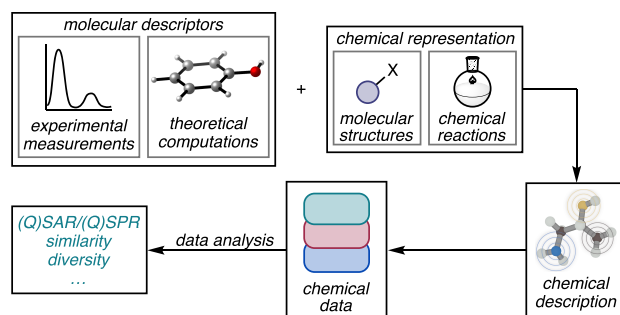 molecular descriptors
experimental
measurements
theoretical
computations
+
chemical representation
X
molecular
structures
chemical
reactions
chemical
description
chemical
data
data analysis
(Q)SAR/(Q)SPR
similarity
diversity
…